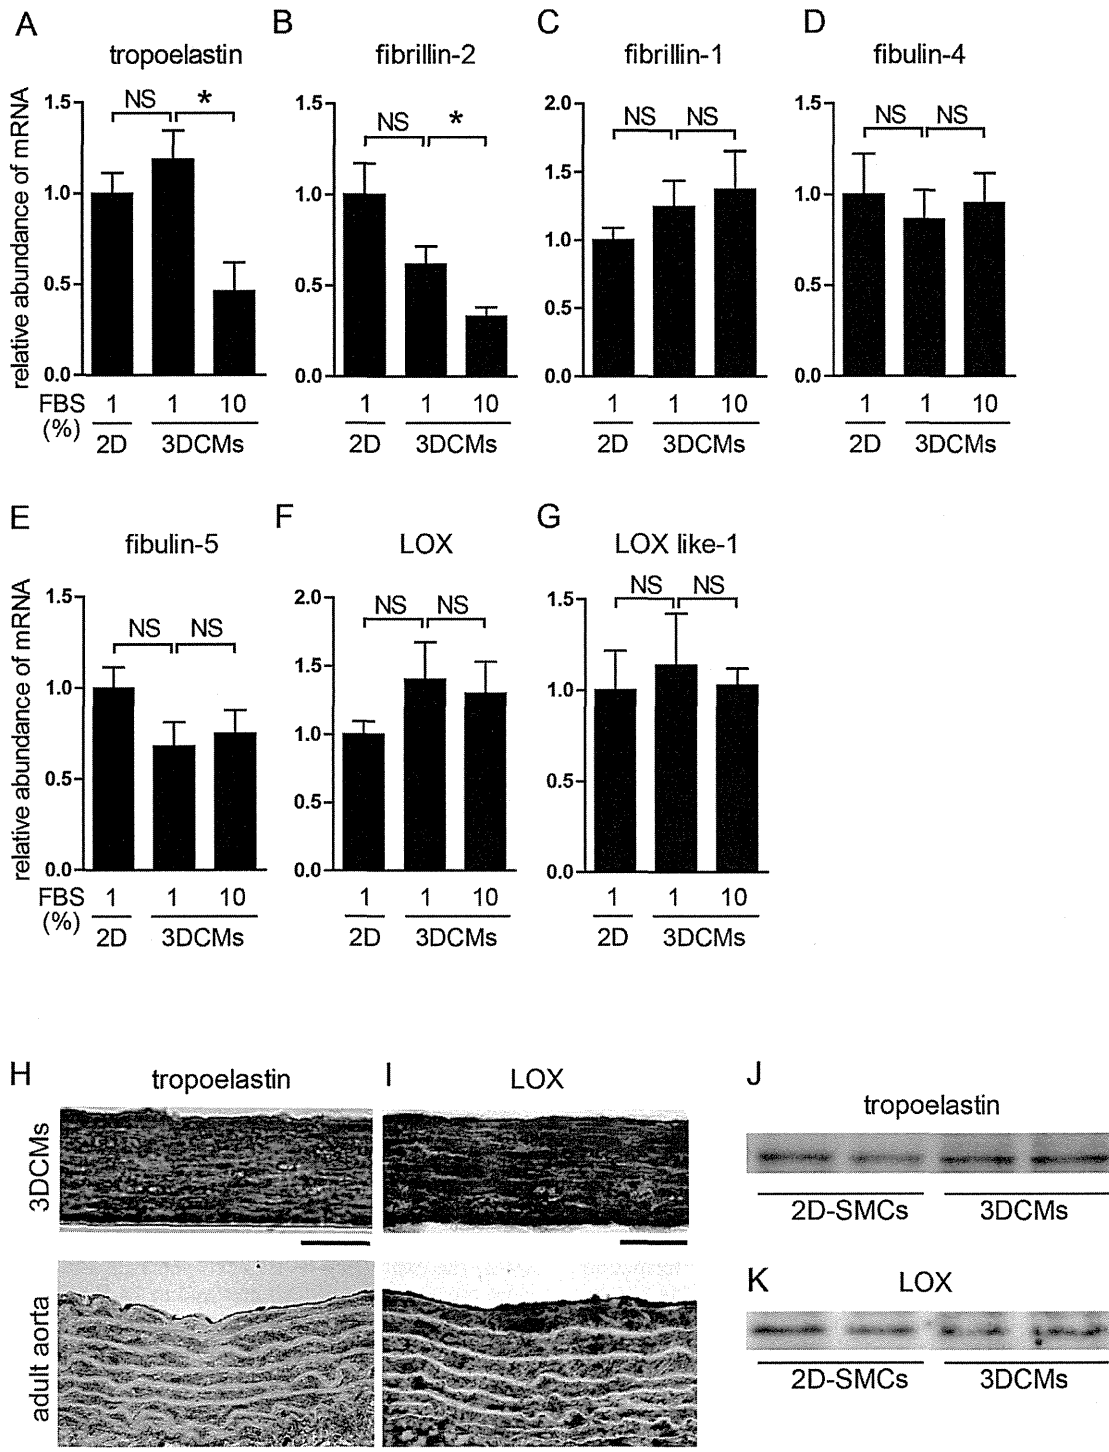 A B C D
tropoelastin fibrillin-2 fibrillin-1 fibulin-4
relative abundance of mRNA
1.5
1.0
0.5
0.0
NS *
1.5
1.0
0.5
0.0
NS *
2.0
1.5
1.0
0.5
0.0
NS NS
1.5
1.0
0.5
0.0
NS NS
FBS 1 1 10 1 1 10 1 1 10 1 1 10
(%)
2D 3DCMs 2D 3DCMs 2D 3DCMs 2D 3DCMs
E F G
fibulin-5 LOX LOX like-1
relative abundance of mRNA
1.5
1.0
0.5
0.0
NS NS
2.0
1.5
1.0
0.5
0.0
NS NS
1.5
1.0
0.5
0.0
NS NS
FBS 1 1 10 1 1 10 1 1 10
(%)
2D 3DCMs 2D 3DCMs 2D 3DCMs
H tropoelastin I LOX
3DCMs
adult aorta
J
tropoelastin
2D-SMCs 3DCMs
K LOX
2D-SMCs 3DCMs